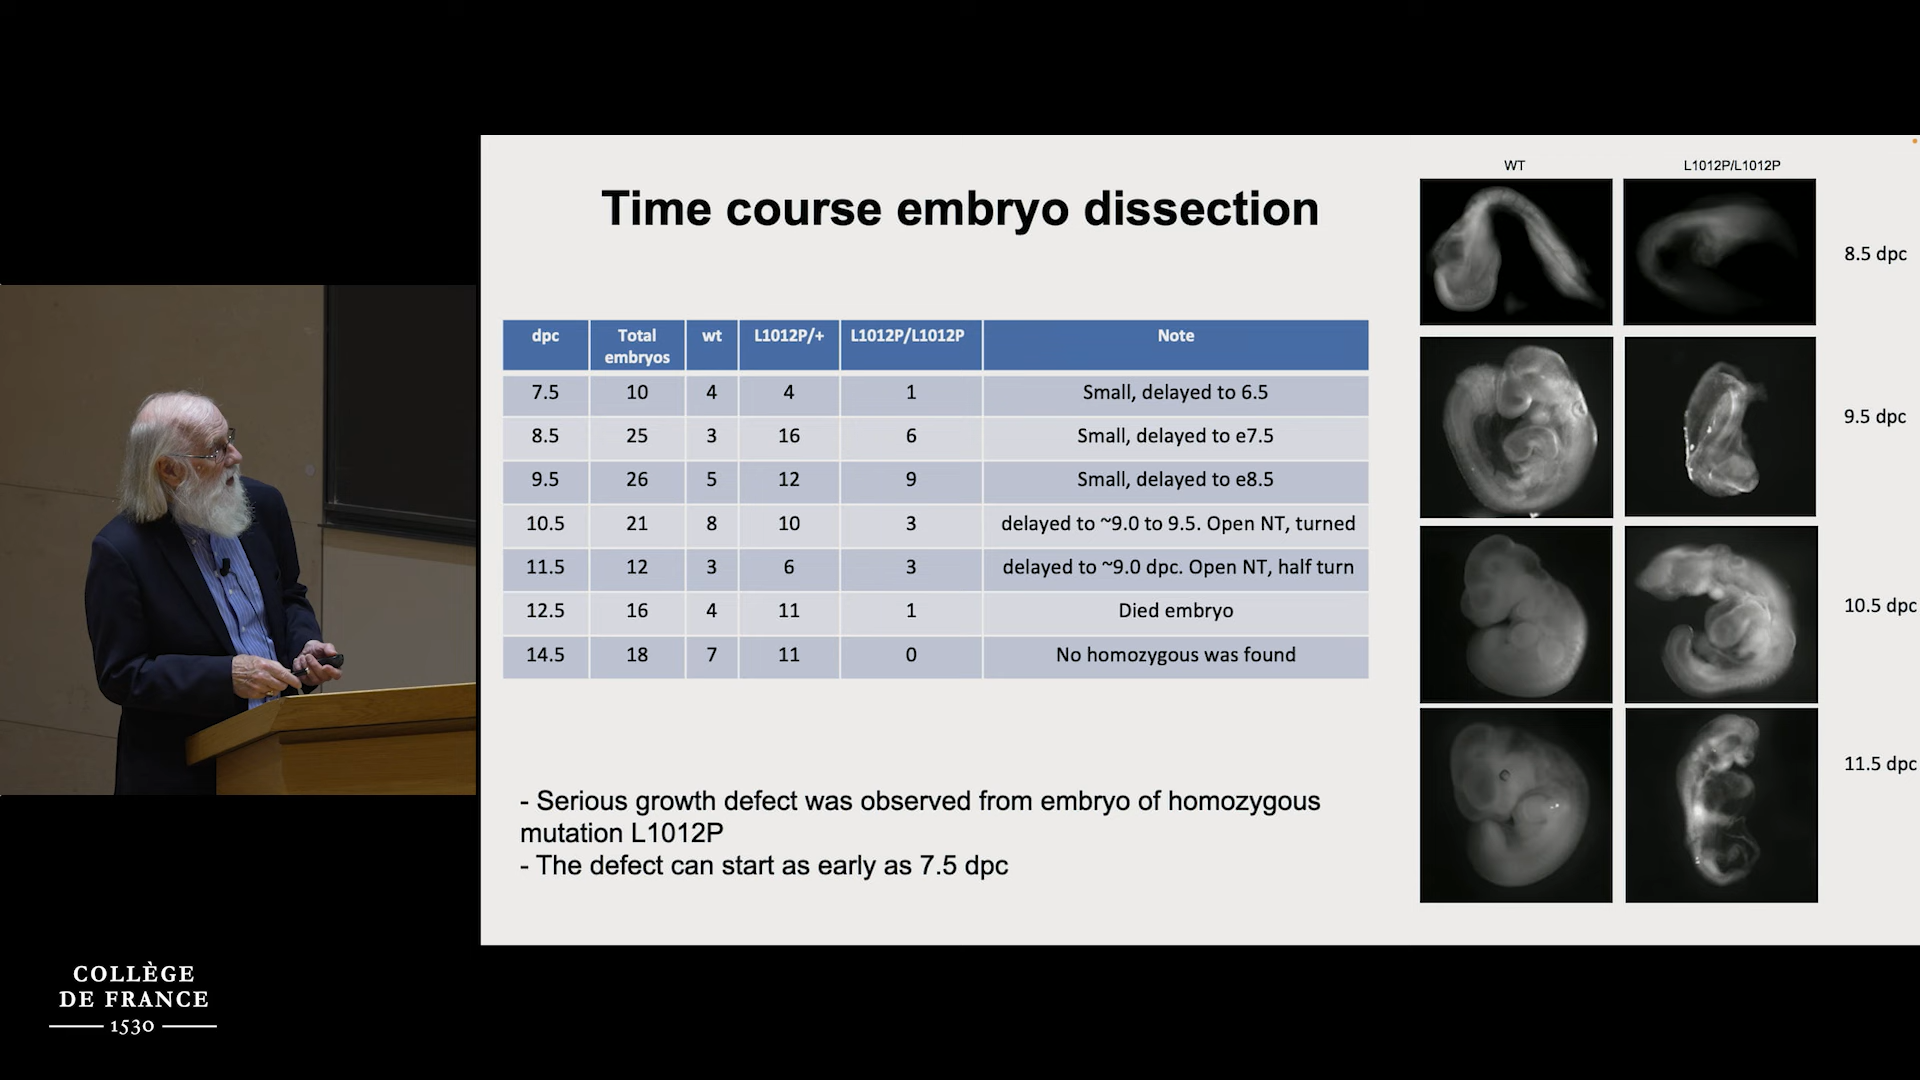 WT L1012P/L1012P
Time course embryo dissection
8.5 dpc
dpc Total embryos wt L1012P/+ L1012P/L1012P Note
7.5 10 4 4 1 Small, delayed to 6.5
8.5 25 3 16 6 Small, delayed to e7.5
9.5 26 5 12 9 Small, delayed to e8.5
10.5 21 8 10 3 delayed to ~9.0 to 9.5. Open NT, turned
11.5 12 3 6 3 delayed to ~9.0 dpc. Open NT, half turn
12.5 16 4 11 1 Died embryo
14.5 18 7 11 0 No homozygous was found
9.5 dpc
10.5 dpc
11.5 dpc
- Serious growth defect was observed from embryo of homozygous
mutation L1012P
- The defect can start as early as 7.5 dpc
COLLÈGE
DE FRANCE
1530